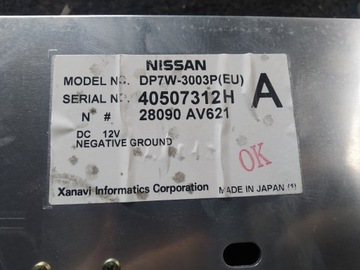 NISSAN
MODEL NO. DP7W-3003P(EU)
SERIAL NO. 40507312H A
N # 28090 AV621
DC 12V
NEGATIVE GROUND
OK
Xanavi Informatics Corporation MADE IN JAPAN (1)